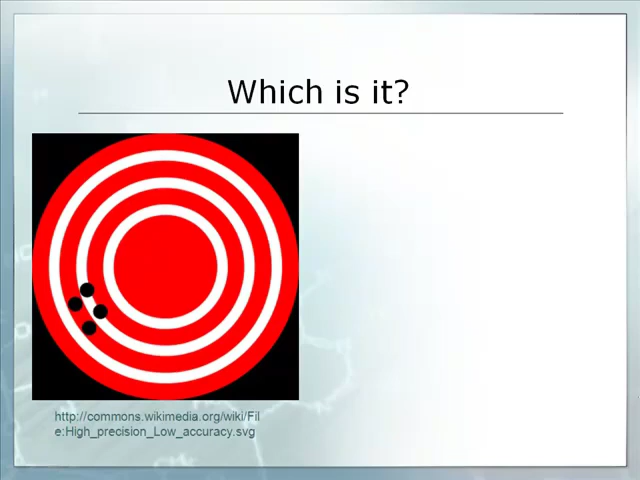 Which is it?
http://commons.wikimedia.org/wiki/Fil
e:High_precision_Low_accuracy.svg